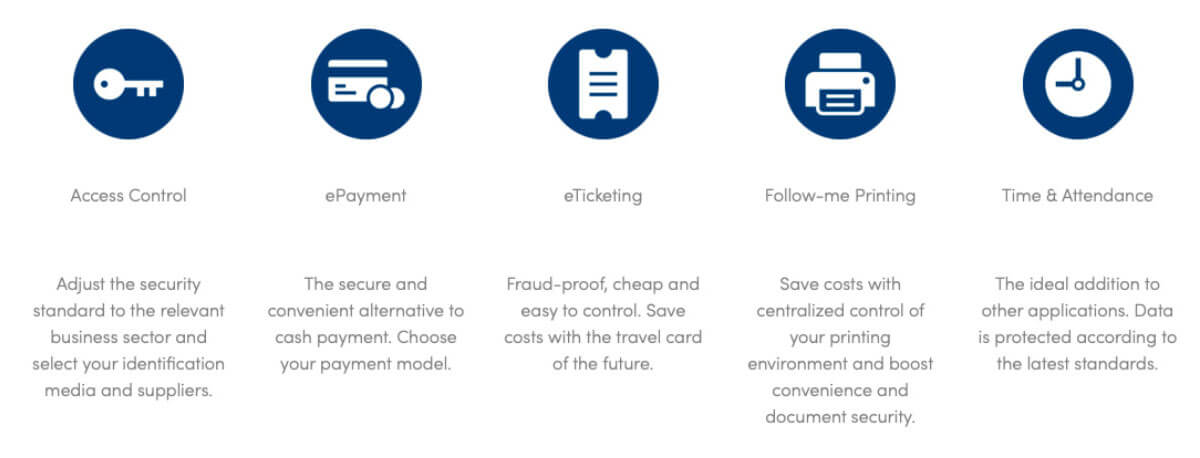 Access Control
Adjust the security
standard to the relevant
business sector and
select your identification
media and suppliers.
ePayment
The secure and
convenient alternative to
cash payment. Choose
your payment model.
eTicketing
Fraud-proof, cheap and
easy to control. Save
costs with the travel card
of the future.
Follow-me Printing
Save costs with
centralized control of
your printing
environment and boost
convenience and
document security.
Time & Attendance
The ideal addition to
other applications. Data
is protected according to
the latest standards.